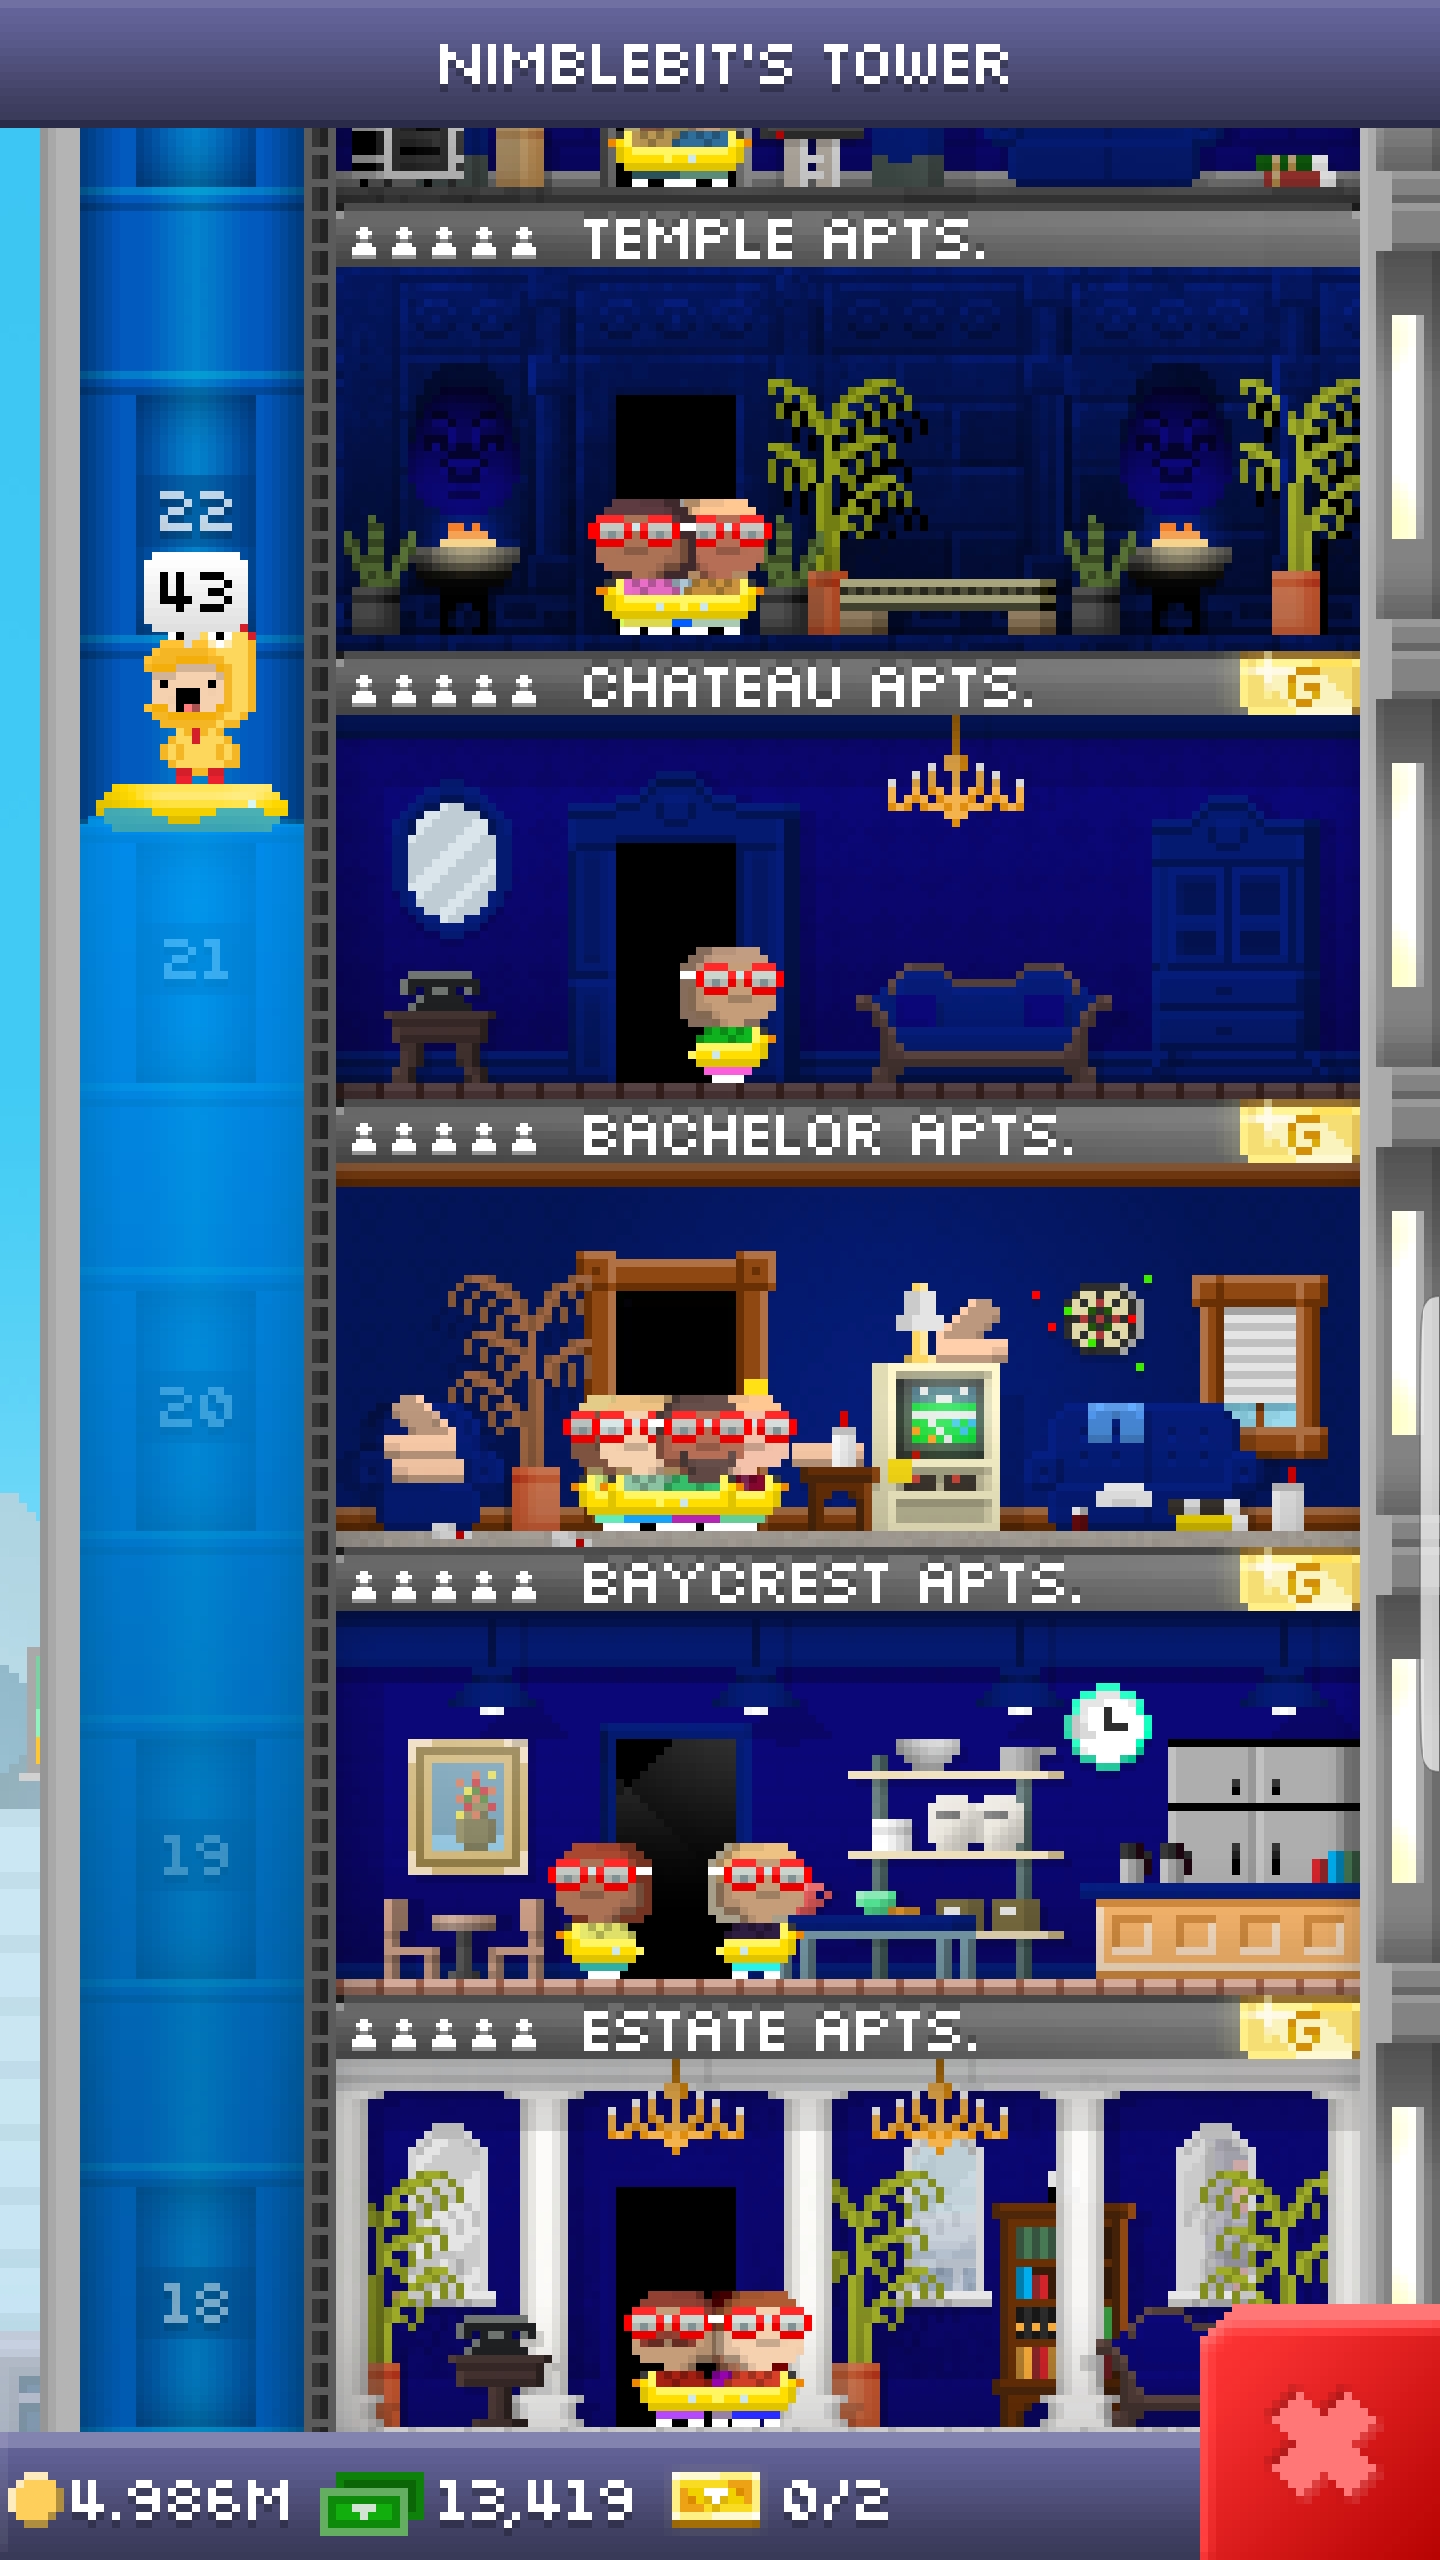 NIMBLEBIT'S TOWER
TEMPLE APTS.
22
43
CHATEAU APTS. G
21
BACHELOR APTS. G
20
BAYCREST APTS. G
19
ESTATE APTS. G
18
4.986M 13,419 0/2